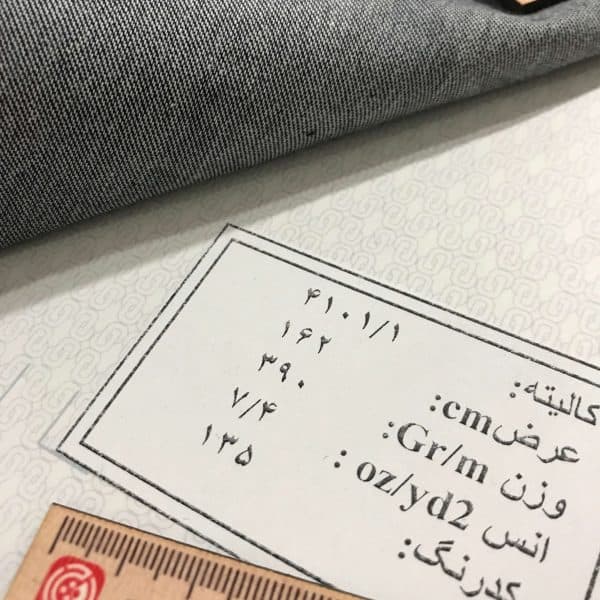 کالیته: ۴۱۰۱/۱
عرضcm: ۱۶۲
وزن Gr/m: ۳۹۰
انس oz/yd2 : ۷/۴
کدرنگ: ۱۳۵